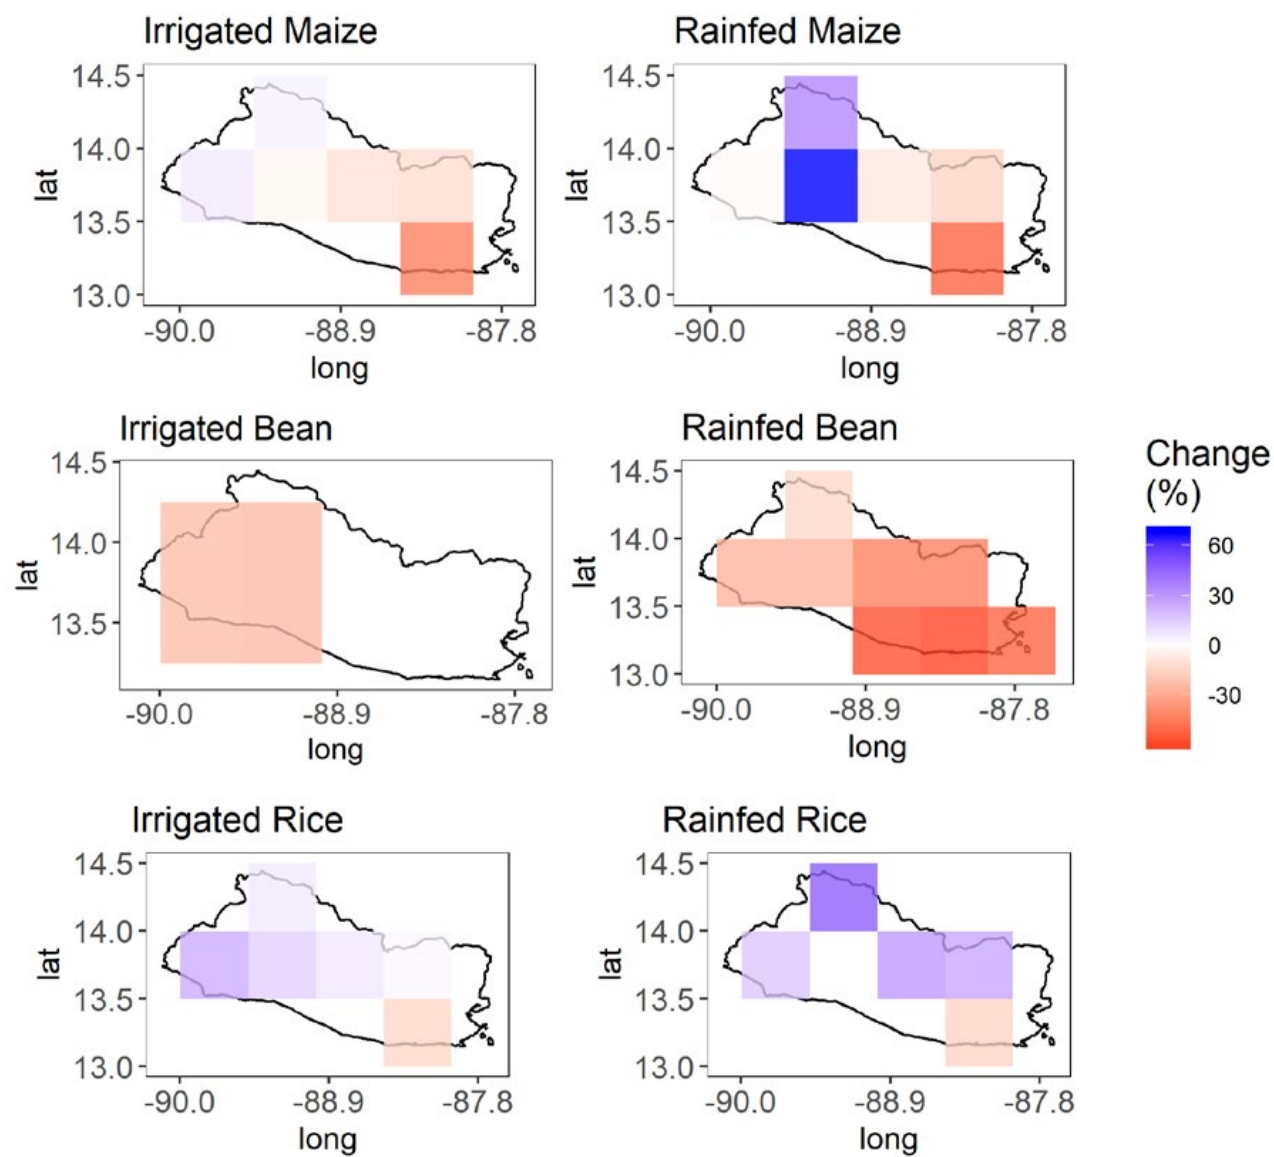 Irrigated Maize
14.5
14.0
13.5
13.0
lat
-90.0 -88.9 -87.8
long
Rainfed Maize
14.5
14.0
13.5
13.0
lat
-90.0 -88.9 -87.8
long
Irrigated Bean
14.5
14.0
13.5
lat
-90.0 -88.9 -87.8
long
Rainfed Bean
14.5
14.0
13.5
13.0
lat
-90.0 -88.9 -87.8
long
Change
(%)
60
30
0
-30
Irrigated Rice
14.5
14.0
13.5
13.0
lat
-90.0 -88.9 -87.8
long
Rainfed Rice
14.5
14.0
13.5
13.0
lat
-90.0 -88.9 -87.8
long